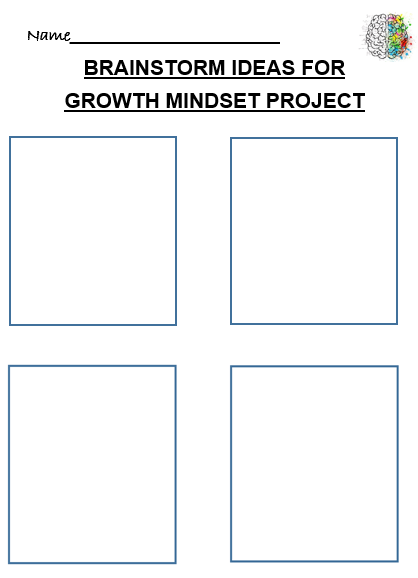 Name
BRAINSTORM IDEAS FOR
GROWTH MINDSET PROJECT